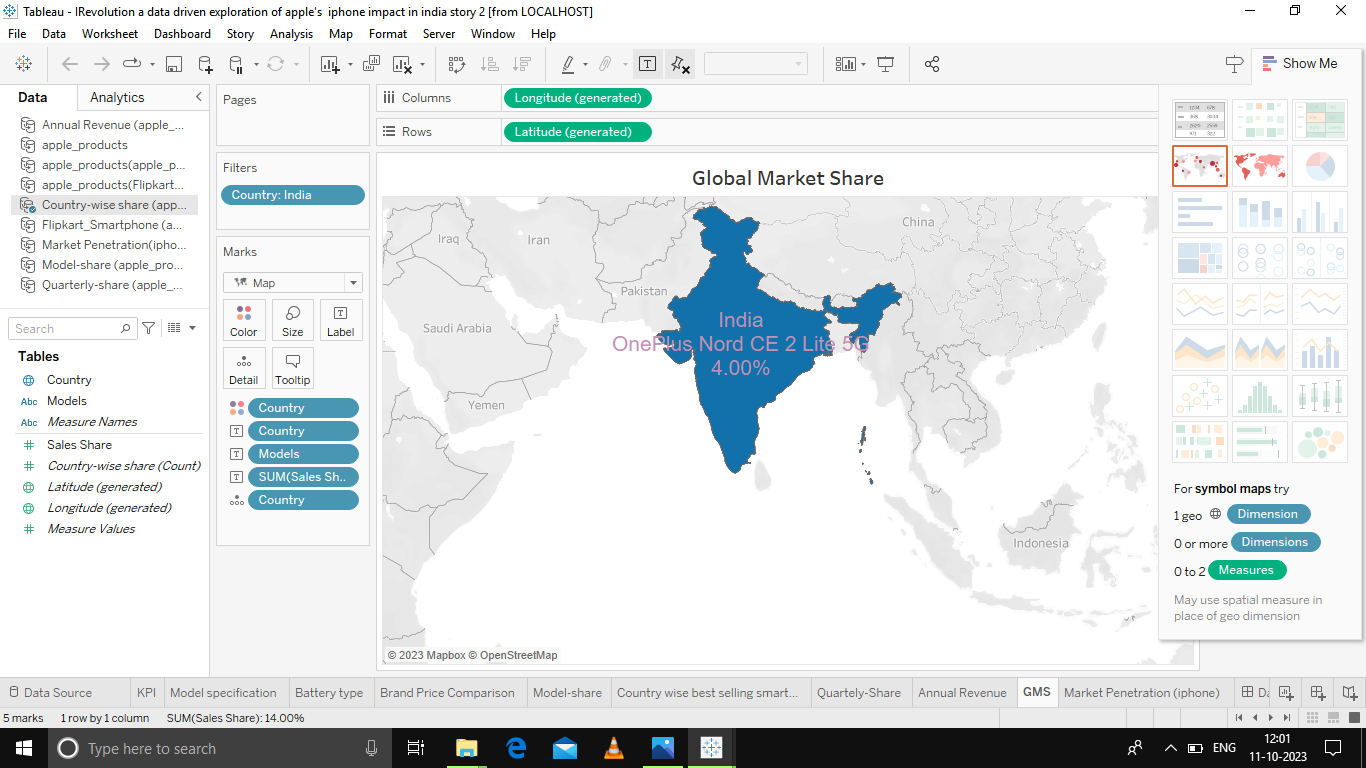 Tableau - IRevolution a data driven exploration of apple's  iphone impact in india story 2 [from LOCALHOST]
File Data Worksheet Dashboard Story Analysis Map Format Server Window Help
Show Me
Data Analytics
Annual Revenue (apple_...
apple_products
apple_products(apple_p...
apple_products(Flipkart...
Country-wise share (app...
Flipkart_Smartphone (a...
Market Penetration(ipho...
Model-share (apple_pro...
Quarterly-share (apple_...
Search
Tables
Country
Abc Models
Abc Measure Names
Sales Share
Country-wise share (Count)
Latitude (generated)
Longitude (generated)
Measure Values
Pages
Filters
Country: India
Marks
Map
Color Size Label
Detail Tooltip
Country
Country
Models
SUM(Sales Sh..
Country
Columns Longitude (generated)
Rows Latitude (generated)
Global Market Share
China
Iraq
Iran
Pakistan
Saudi Arabia
Yemen
Indonesia
India
OnePlus Nord CE 2 Lite 5G
4.00%
© 2023 Mapbox © OpenStreetMap
For symbol maps try
1 geo Dimension
0 or more Dimensions
0 to 2 Measures
May use spatial measure in
place of geo dimension
Data Source KPI Model specification Battery type Brand Price Comparison Model-share Country wise best selling smart... Quartely-Share Annual Revenue GMS Market Penetration (iphone) Da
5 marks 1 row by 1 column SUM(Sales Share): 14.00%
Type here to search
ENG
12:01
11-10-2023